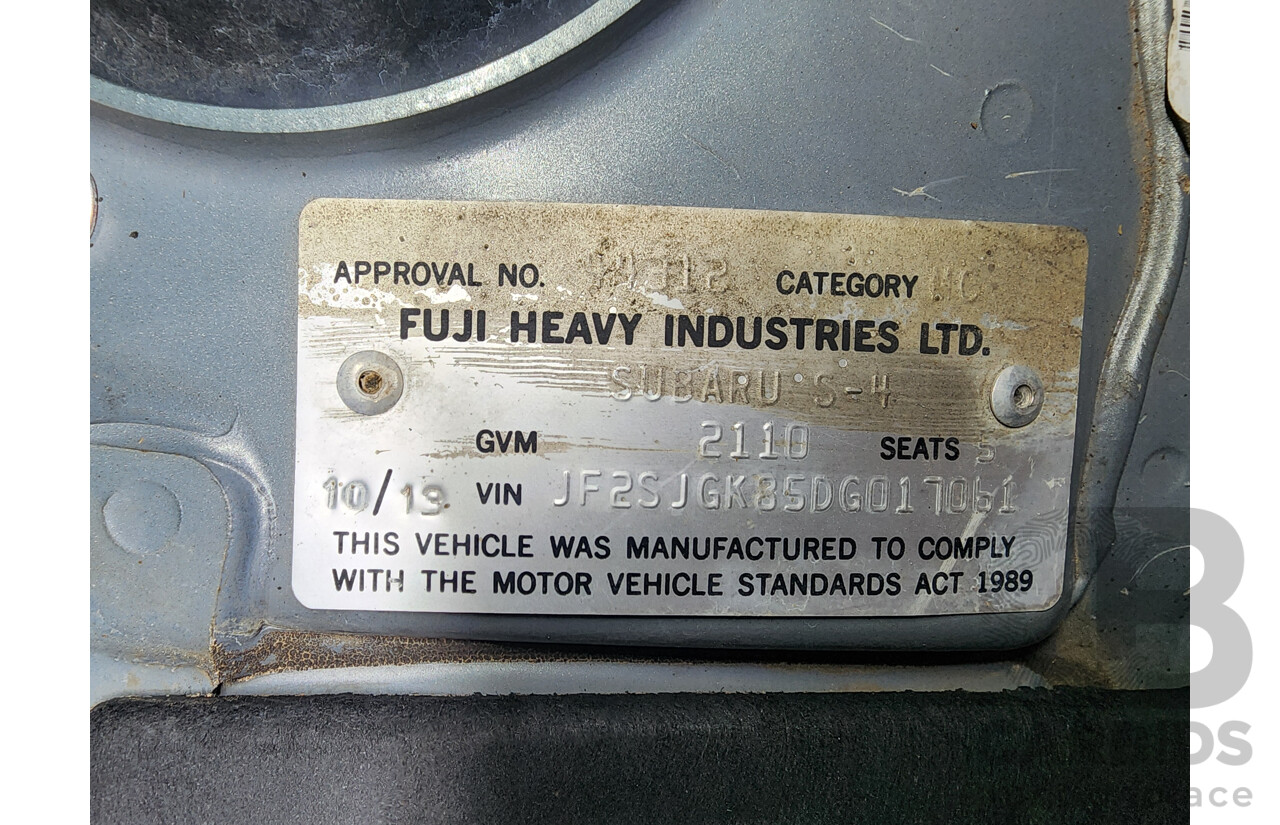 APPROVAL NO. CATEGORY MC
FUJI HEAVY INDUSTRIES LTD.
SUBARU S-4
GVM 2110 SEATS 5
10/13 VIN JF2SJGK85DG017061
THIS VEHICLE WAS MANUFACTURED TO COMPLY
WITH THE MOTOR VEHICLE STANDARDS ACT 1989